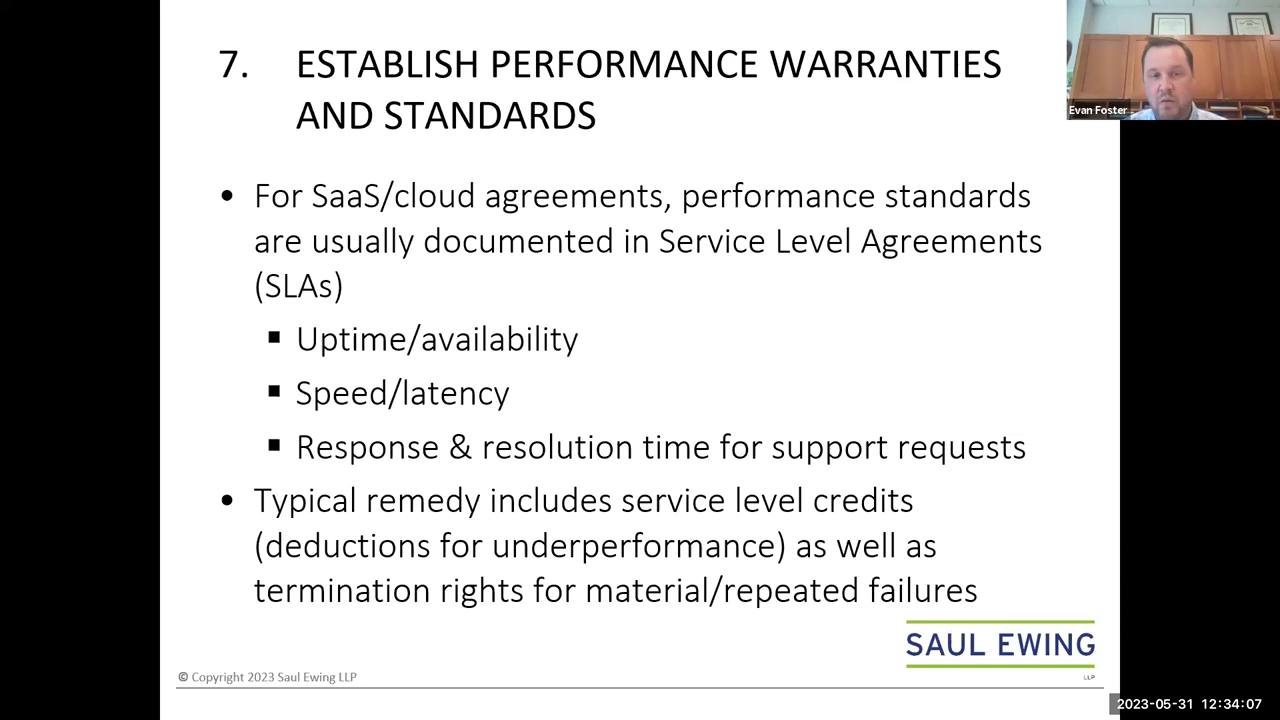 7. ESTABLISH PERFORMANCE WARRANTIES
AND STANDARDS
Evan Foster
• For SaaS/cloud agreements, performance standards
are usually documented in Service Level Agreements
(SLAs)
▪ Uptime/availability
▪ Speed/latency
▪ Response & resolution time for support requests
• Typical remedy includes service level credits
(deductions for underperformance) as well as
termination rights for material/repeated failures
SAUL EWING
LLP
© Copyright 2023 Saul Ewing LLP
2023-05-31 12:34:07